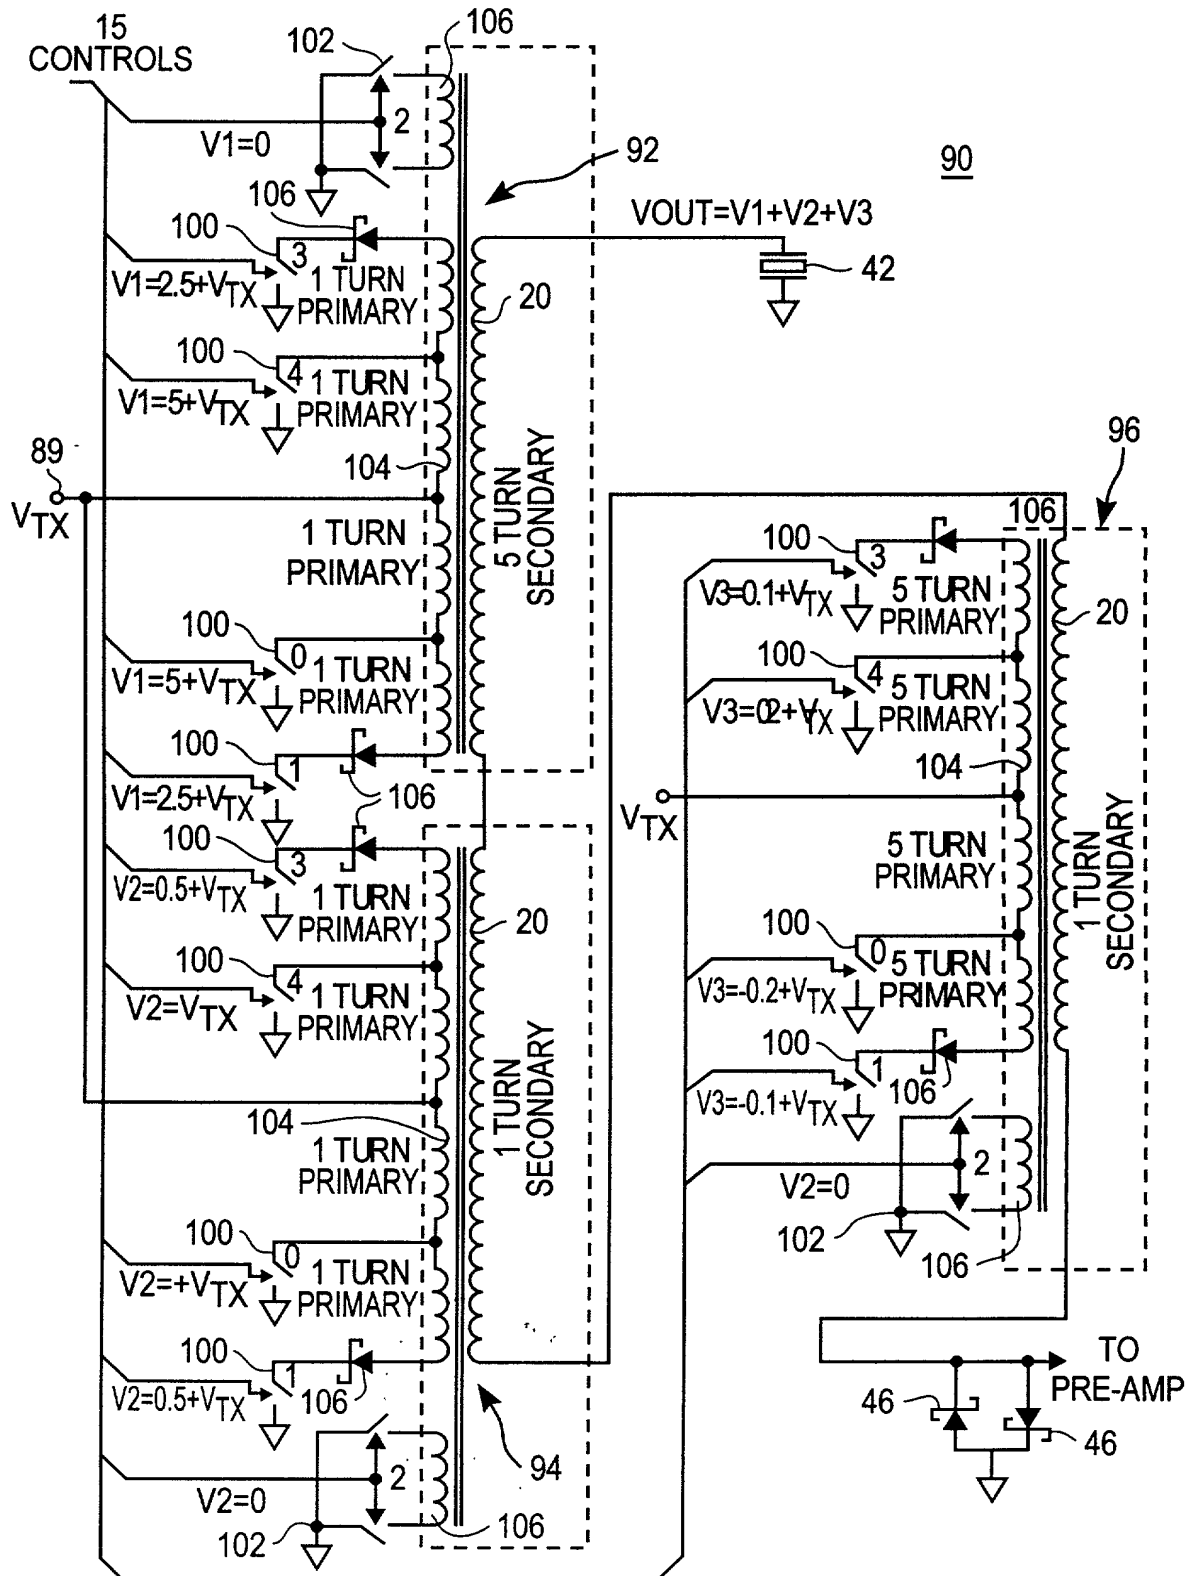 15
CONTROLS
102
106
V1=0
2
92
90
106
100
3
V1=2.5+VTX
1 TURN
PRIMARY
VOUT=V1+V2+V3
42
20
100
4
V1=5+VTX
1 TURN
PRIMARY
104
89
VTX
5 TURN
SECONDARY
1 TURN
PRIMARY
100
0
V1=5+VTX
1 TURN
PRIMARY
100
1
V1=2.5+VTX
106
100
3
V2=0.5+VTX
1 TURN
PRIMARY
20
100
4
V2=VTX
1 TURN
PRIMARY
104
1 TURN
SECONDARY
1 TURN
PRIMARY
100
0
V2=+VTX
1 TURN
PRIMARY
100
1
V2=0.5+VTX
106
94
2
V2=0
102
106
96
106
100
3
V3=0.1+VTX
5 TURN
PRIMARY
20
100
4
V3=0.2+VTX
5 TURN
PRIMARY
104
VTX
1 TURN
SECONDARY
5 TURN
PRIMARY
100
0
V3=-0.2+VTX
5 TURN
PRIMARY
100
1
V3=-0.1+VTX
106
2
V2=0
102
106
TO
PRE-AMP
46
46